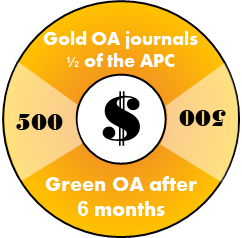 Gold OA journals
½ of the APC
500
$
500
Green OA after
6 months